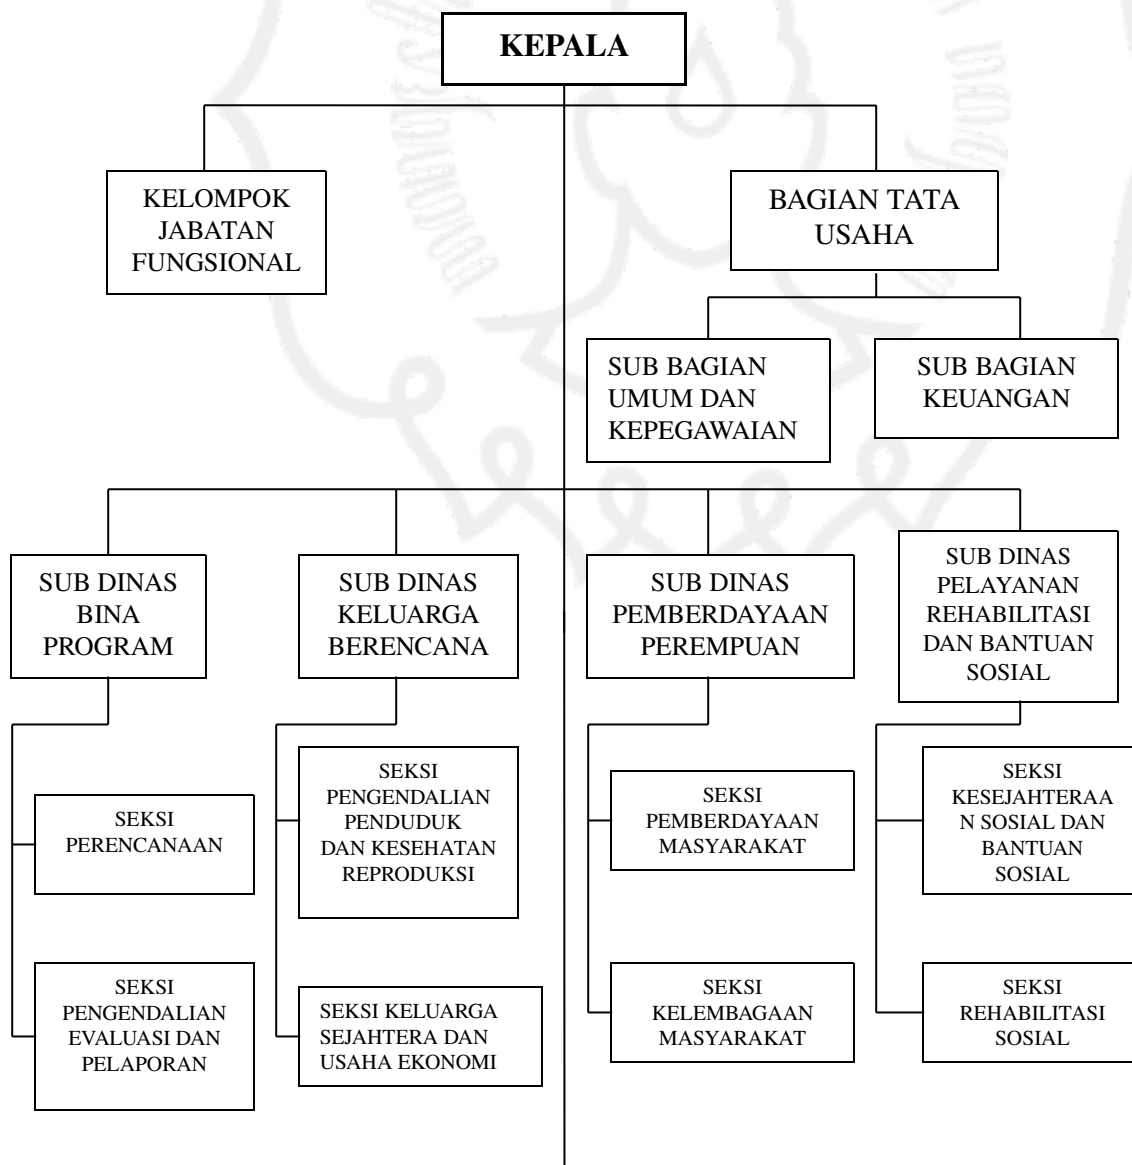 KEPALA
KELOMPOK
JABATAN
FUNGSIONAL
BAGIAN TATA
USAHA
SUB BAGIAN
UMUM DAN
KEPEGAWAIAN
SUB BAGIAN
KEUANGAN
SUB DINAS
BINA
PROGRAM
SUB DINAS
KELUARGA
BERENCANA
SUB DINAS
PEMBERDAYAAN
PEREMPUAN
SUB DINAS
PELAYANAN
REHABILITASI
DAN BANTUAN
SOSIAL
SEKSI
PERENCANAAN
SEKSI
PENGENDALIAN
PENDUDUK
DAN KESEHATAN
REPRODUKSI
SEKSI
PEMBERDAYAAN
MASYARAKAT
SEKSI
KESEJAHTERAA
N SOSIAL DAN
BANTUAN
SOSIAL
SEKSI
PENGENDALIAN
EVALUASI DAN
PELAPORAN
SEKSI KELUARGA
SEJAHTERA DAN
USAHA EKONOMI
SEKSI
KELEMBAGAAN
MASYARAKAT
SEKSI
REHABILITASI
SOSIAL